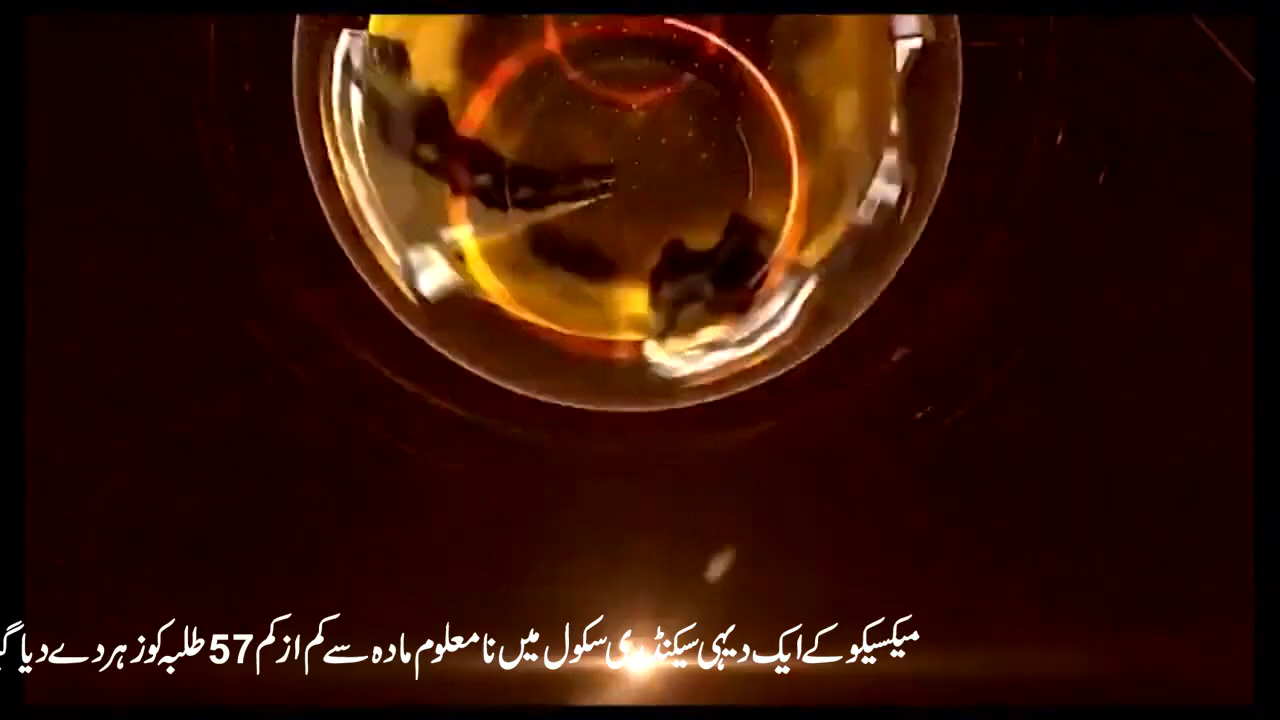 میکسیکو کے ایک دیہی سیکنڈری سکول میں نامعلوم مادہ سے کم از کم 57 طلبہ کو زہر دے دیا